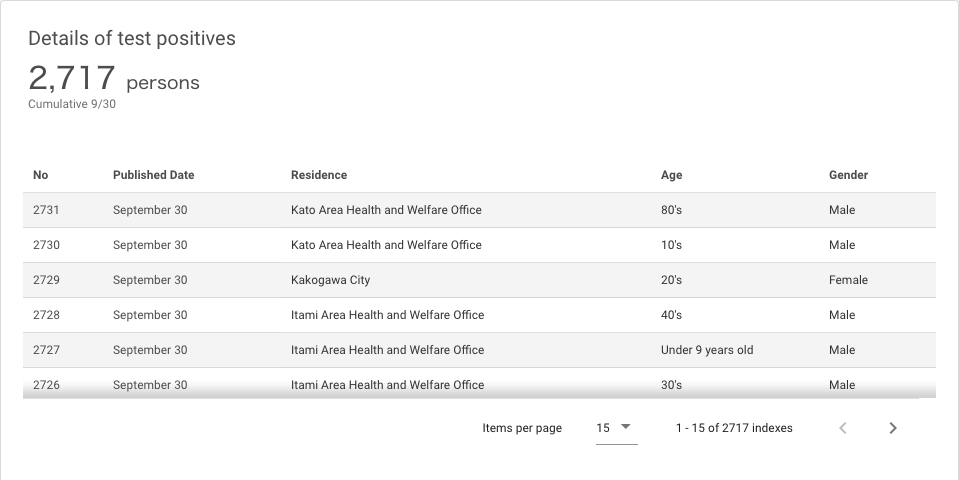 Details of test positives
2,717 persons
Cumulative 9/30
No Published Date Residence Age Gender
2731 September 30 Kato Area Health and Welfare Office 80's Male
2730 September 30 Kato Area Health and Welfare Office 10's Male
2729 September 30 Kakogawa City 20's Female
2728 September 30 Itami Area Health and Welfare Office 40's Male
2727 September 30 Itami Area Health and Welfare Office Under 9 years old Male
2726 September 30 Itami Area Health and Welfare Office 30's Male
Items per page 15 1 - 15 of 2717 indexes